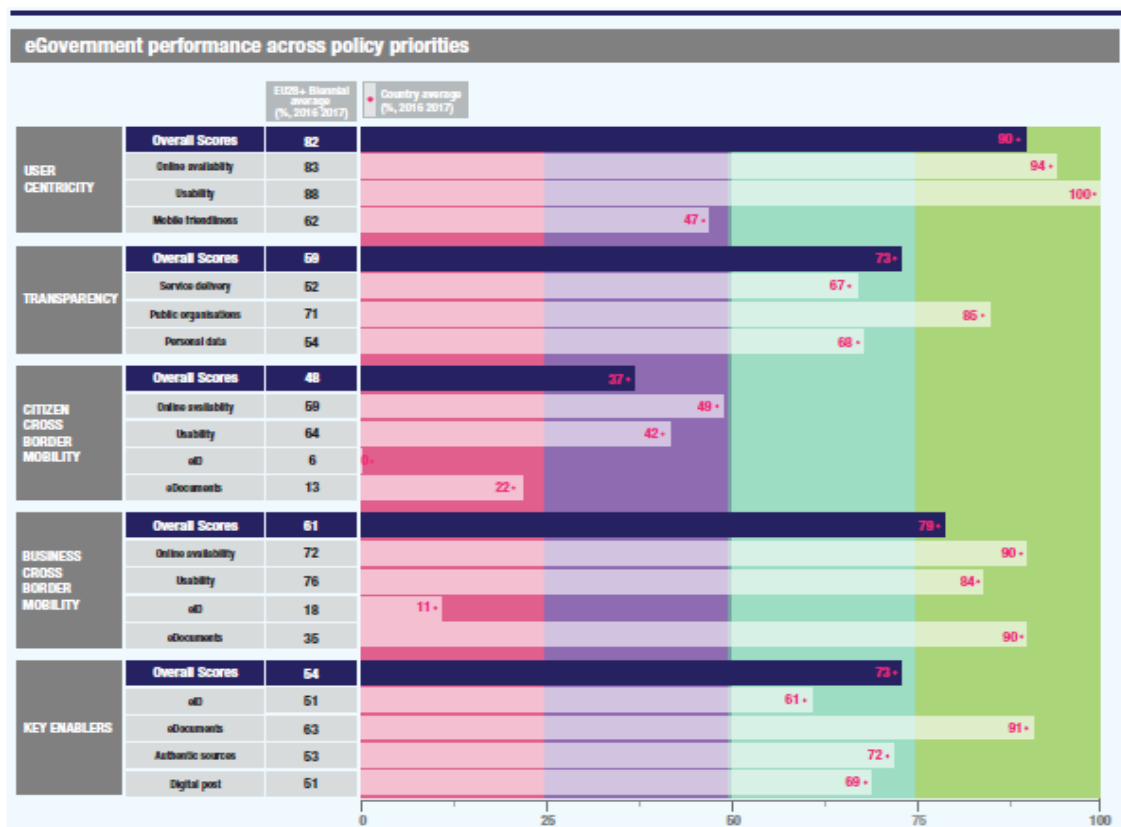 eGovernment performance across policy priorities
EU28+ Biennial
average
(%, 2016 2017)
Country average
(%, 2016 2017)
USER
CENTRICITY
Overall Scores 82 90
Online availability 83 94
Usability 88 100
Mobile friendliness 62 47
TRANSPARENCY
Overall Scores 59 73
Service delivery 52 67
Public organisations 71 85
Personal data 54 68
CITIZEN
CROSS
BORDER
MOBILITY
Overall Scores 48 37
Online availability 59 49
Usability 64 42
eID 6 0
eDocuments 13 22
BUSINESS
CROSS
BORDER
MOBILITY
Overall Scores 61 79
Online availability 72 90
Usability 76 84
eID 18 11
eDocuments 35 90
KEY ENABLERS
Overall Scores 54 73
eID 51 61
eDocuments 63 91
Authentic sources 53 72
Digital post 51 69
0 25 50 75 100